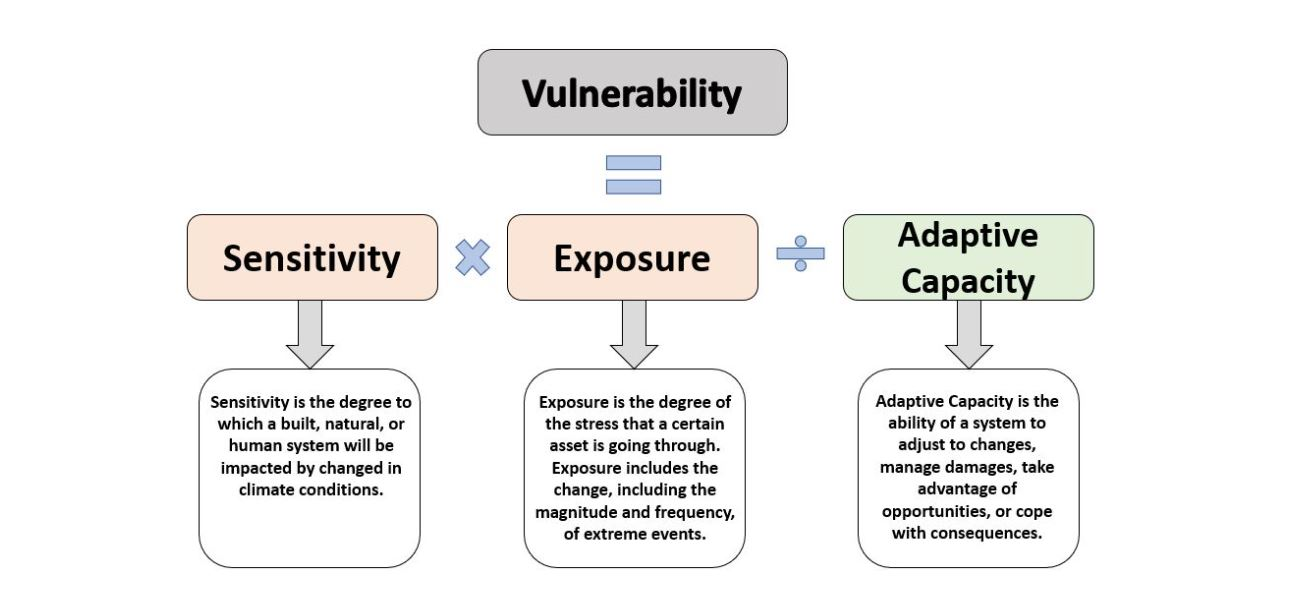 Vulnerability
Sensitivity
Exposure
Adaptive
Capacity
Sensitivity is the degree to
which a built, natural, or
human system will be
impacted by changed in
climate conditions.
Exposure is the degree of
the stress that a certain
asset is going through.
Exposure includes the
change, including the
magnitude and frequency,
of extreme events.
Adaptive Capacity is the
ability of a system to
adjust to changes,
manage damages, take
advantage of
opportunities, or cope
with consequences.